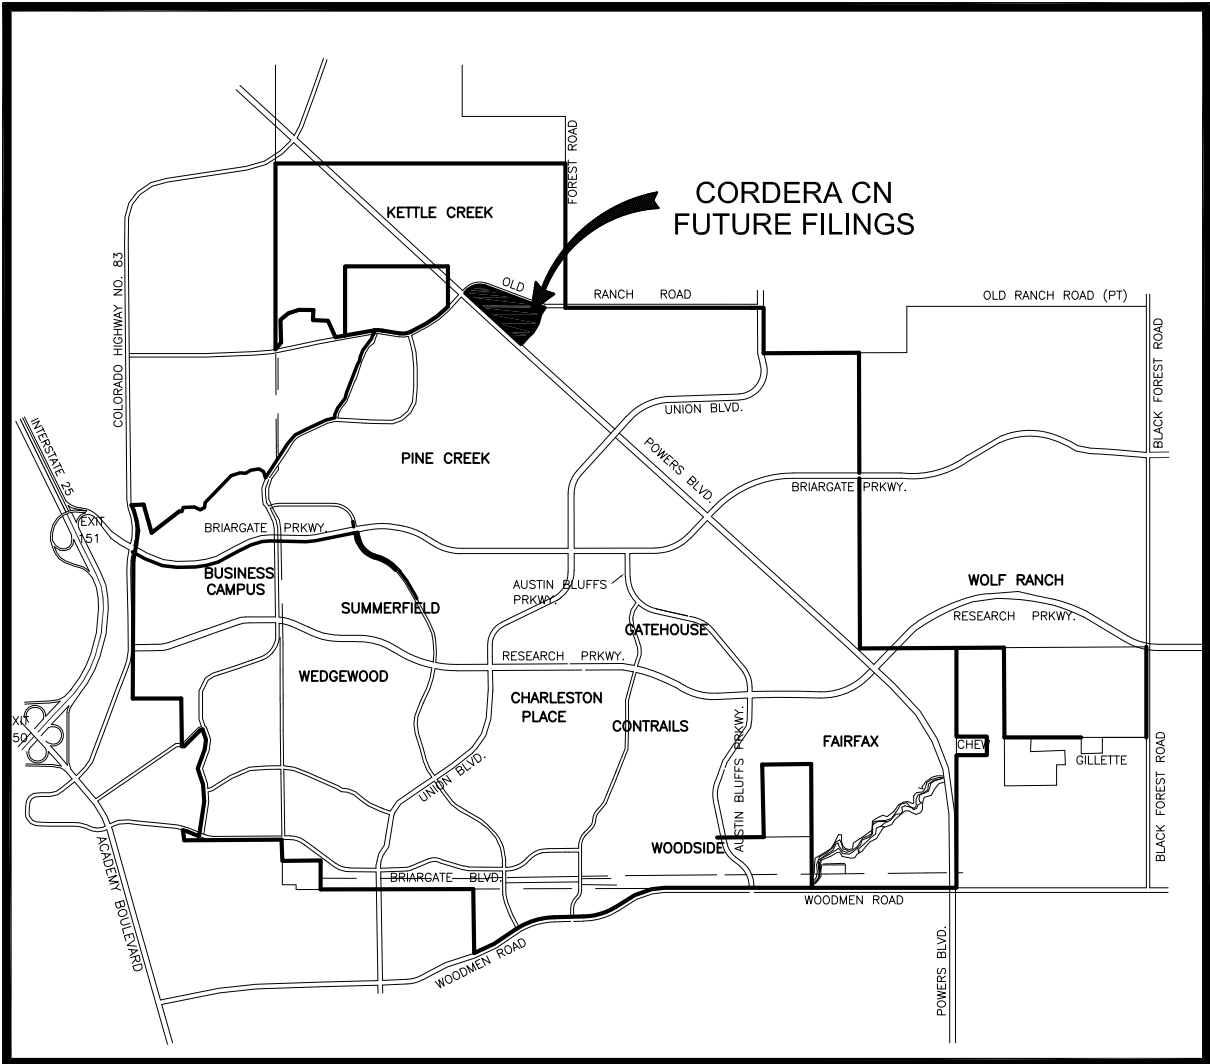 CORDERA CN
FUTURE FILINGS
FOREST ROAD
KETTLE CREEK
COLORADO HIGHWAY NO. 83
OLD
RANCH ROAD
OLD RANCH ROAD (PT)
BLACK FOREST ROAD
UNION BLVD.
INTERSTATE 25
PINE CREEK
POWERS BLVD.
BRIARGATE PRKWY.
EXIT
151
BRIARGATE PRKWY.
BUSINESS
CAMPUS
SUMMERFIELD
AUSTIN BLUFFS
PRKWY.
WOLF RANCH
GATEHOUSE
RESEARCH PRKWY.
RESEARCH PRKWY.
WEDGEWOOD
CHARLESTON
PLACE
CONTRAILS
AUSTIN BLUFFS PRKWY.
FAIRFAX
XIT
50
CHEW
GILLETTE
BLACK FOREST ROAD
UNION BLVD.
WOODSIDE
ACADEMY BOULEVARD
BRIARGATE BLVD.
WOODMEN ROAD
WOODMEN ROAD
POWERS BLVD.